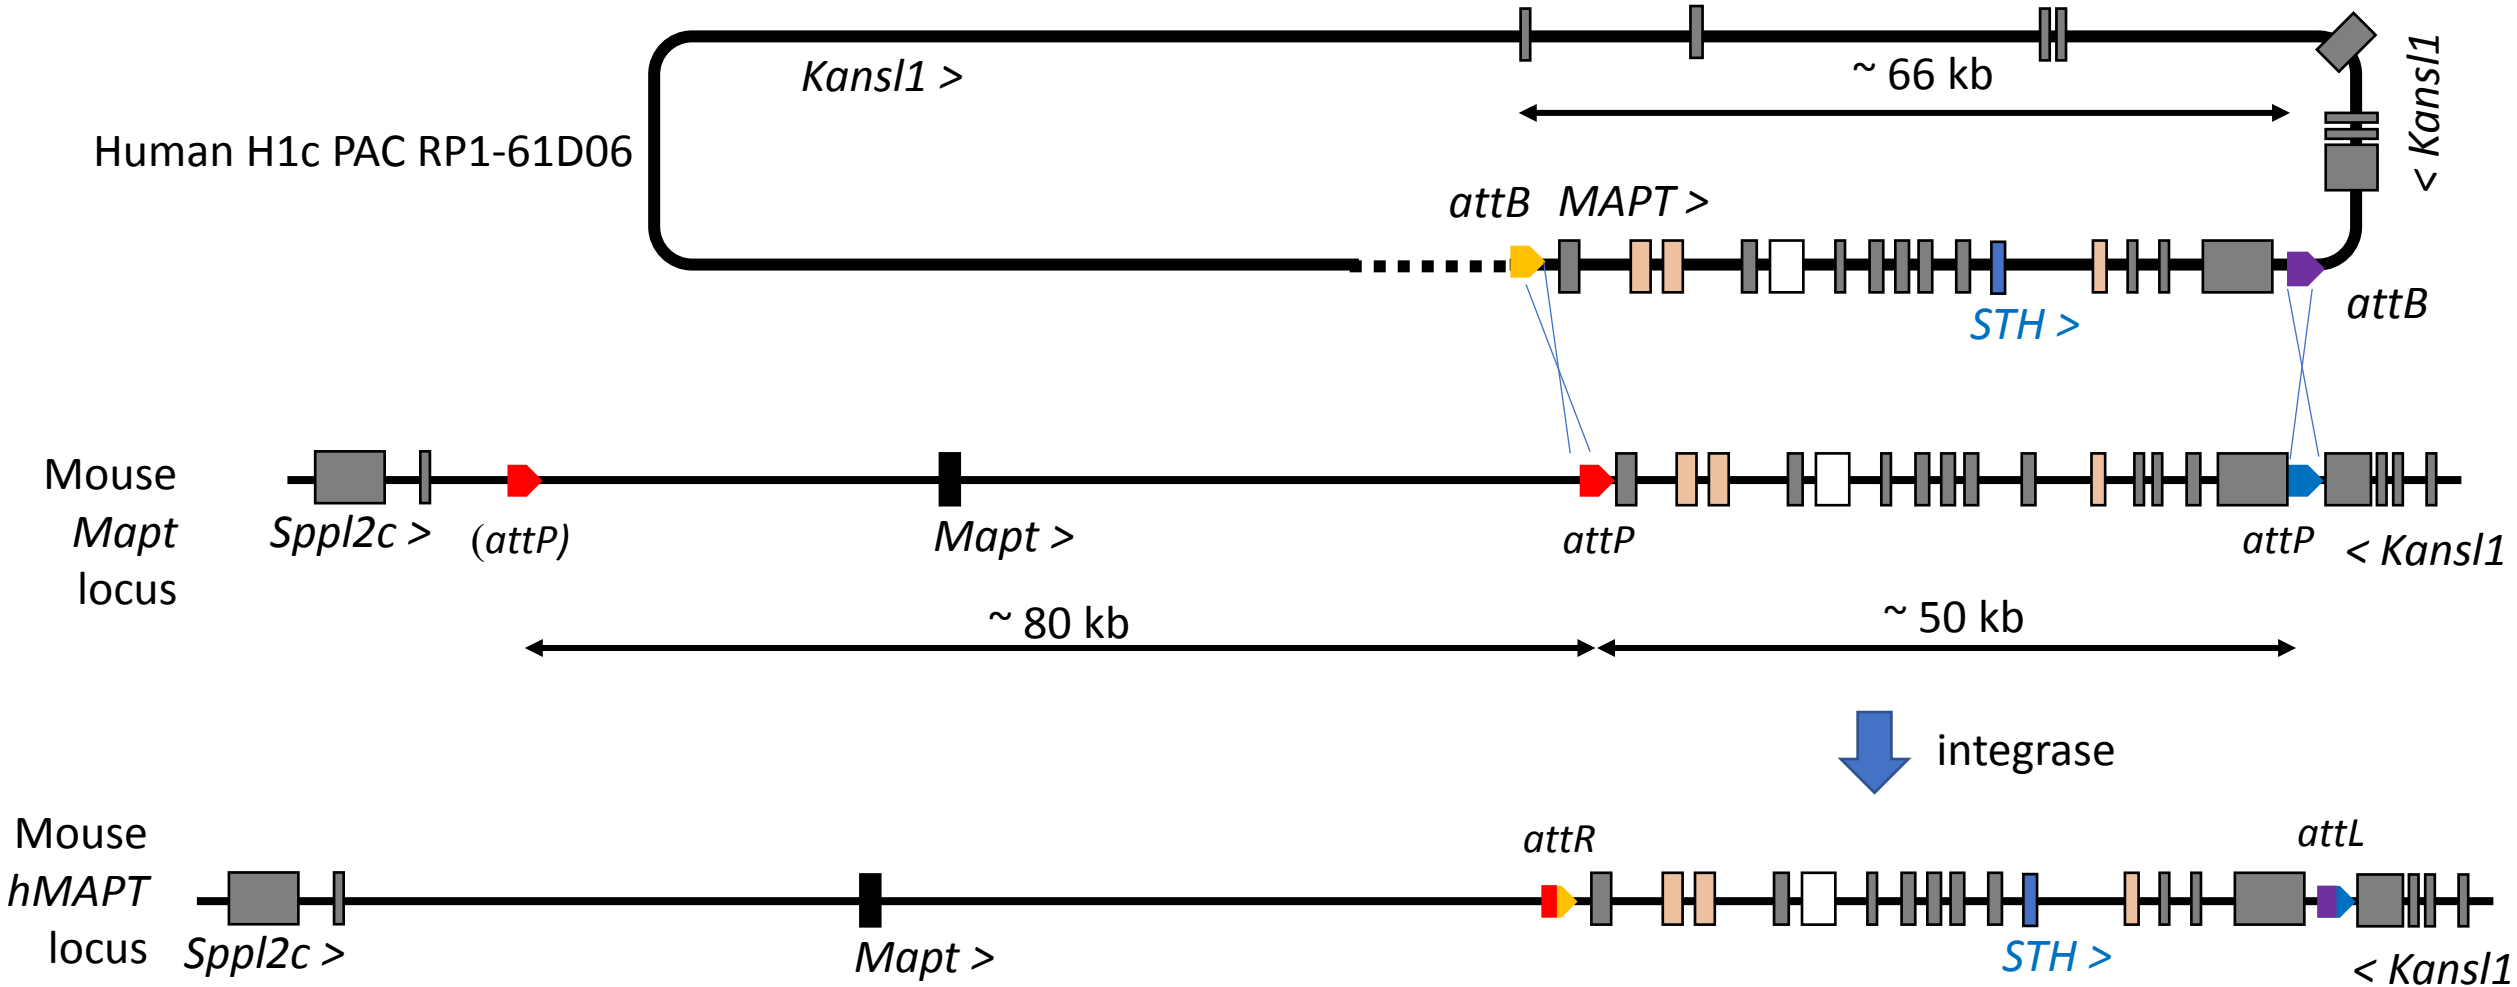 Kansl1 >
~ 66 kb
< Kansl1
Human H1c PAC RP1-61D06
attB
MAPT >
attB
STH >
Mouse
Mapt
locus
Sppl2c >
(attP)
Mapt >
attP
attP
< Kansl1
~ 80 kb
~ 50 kb
integrase
Mouse
hMAPT
locus
attR
attL
Sppl2c >
Mapt >
STH >
< Kansl1